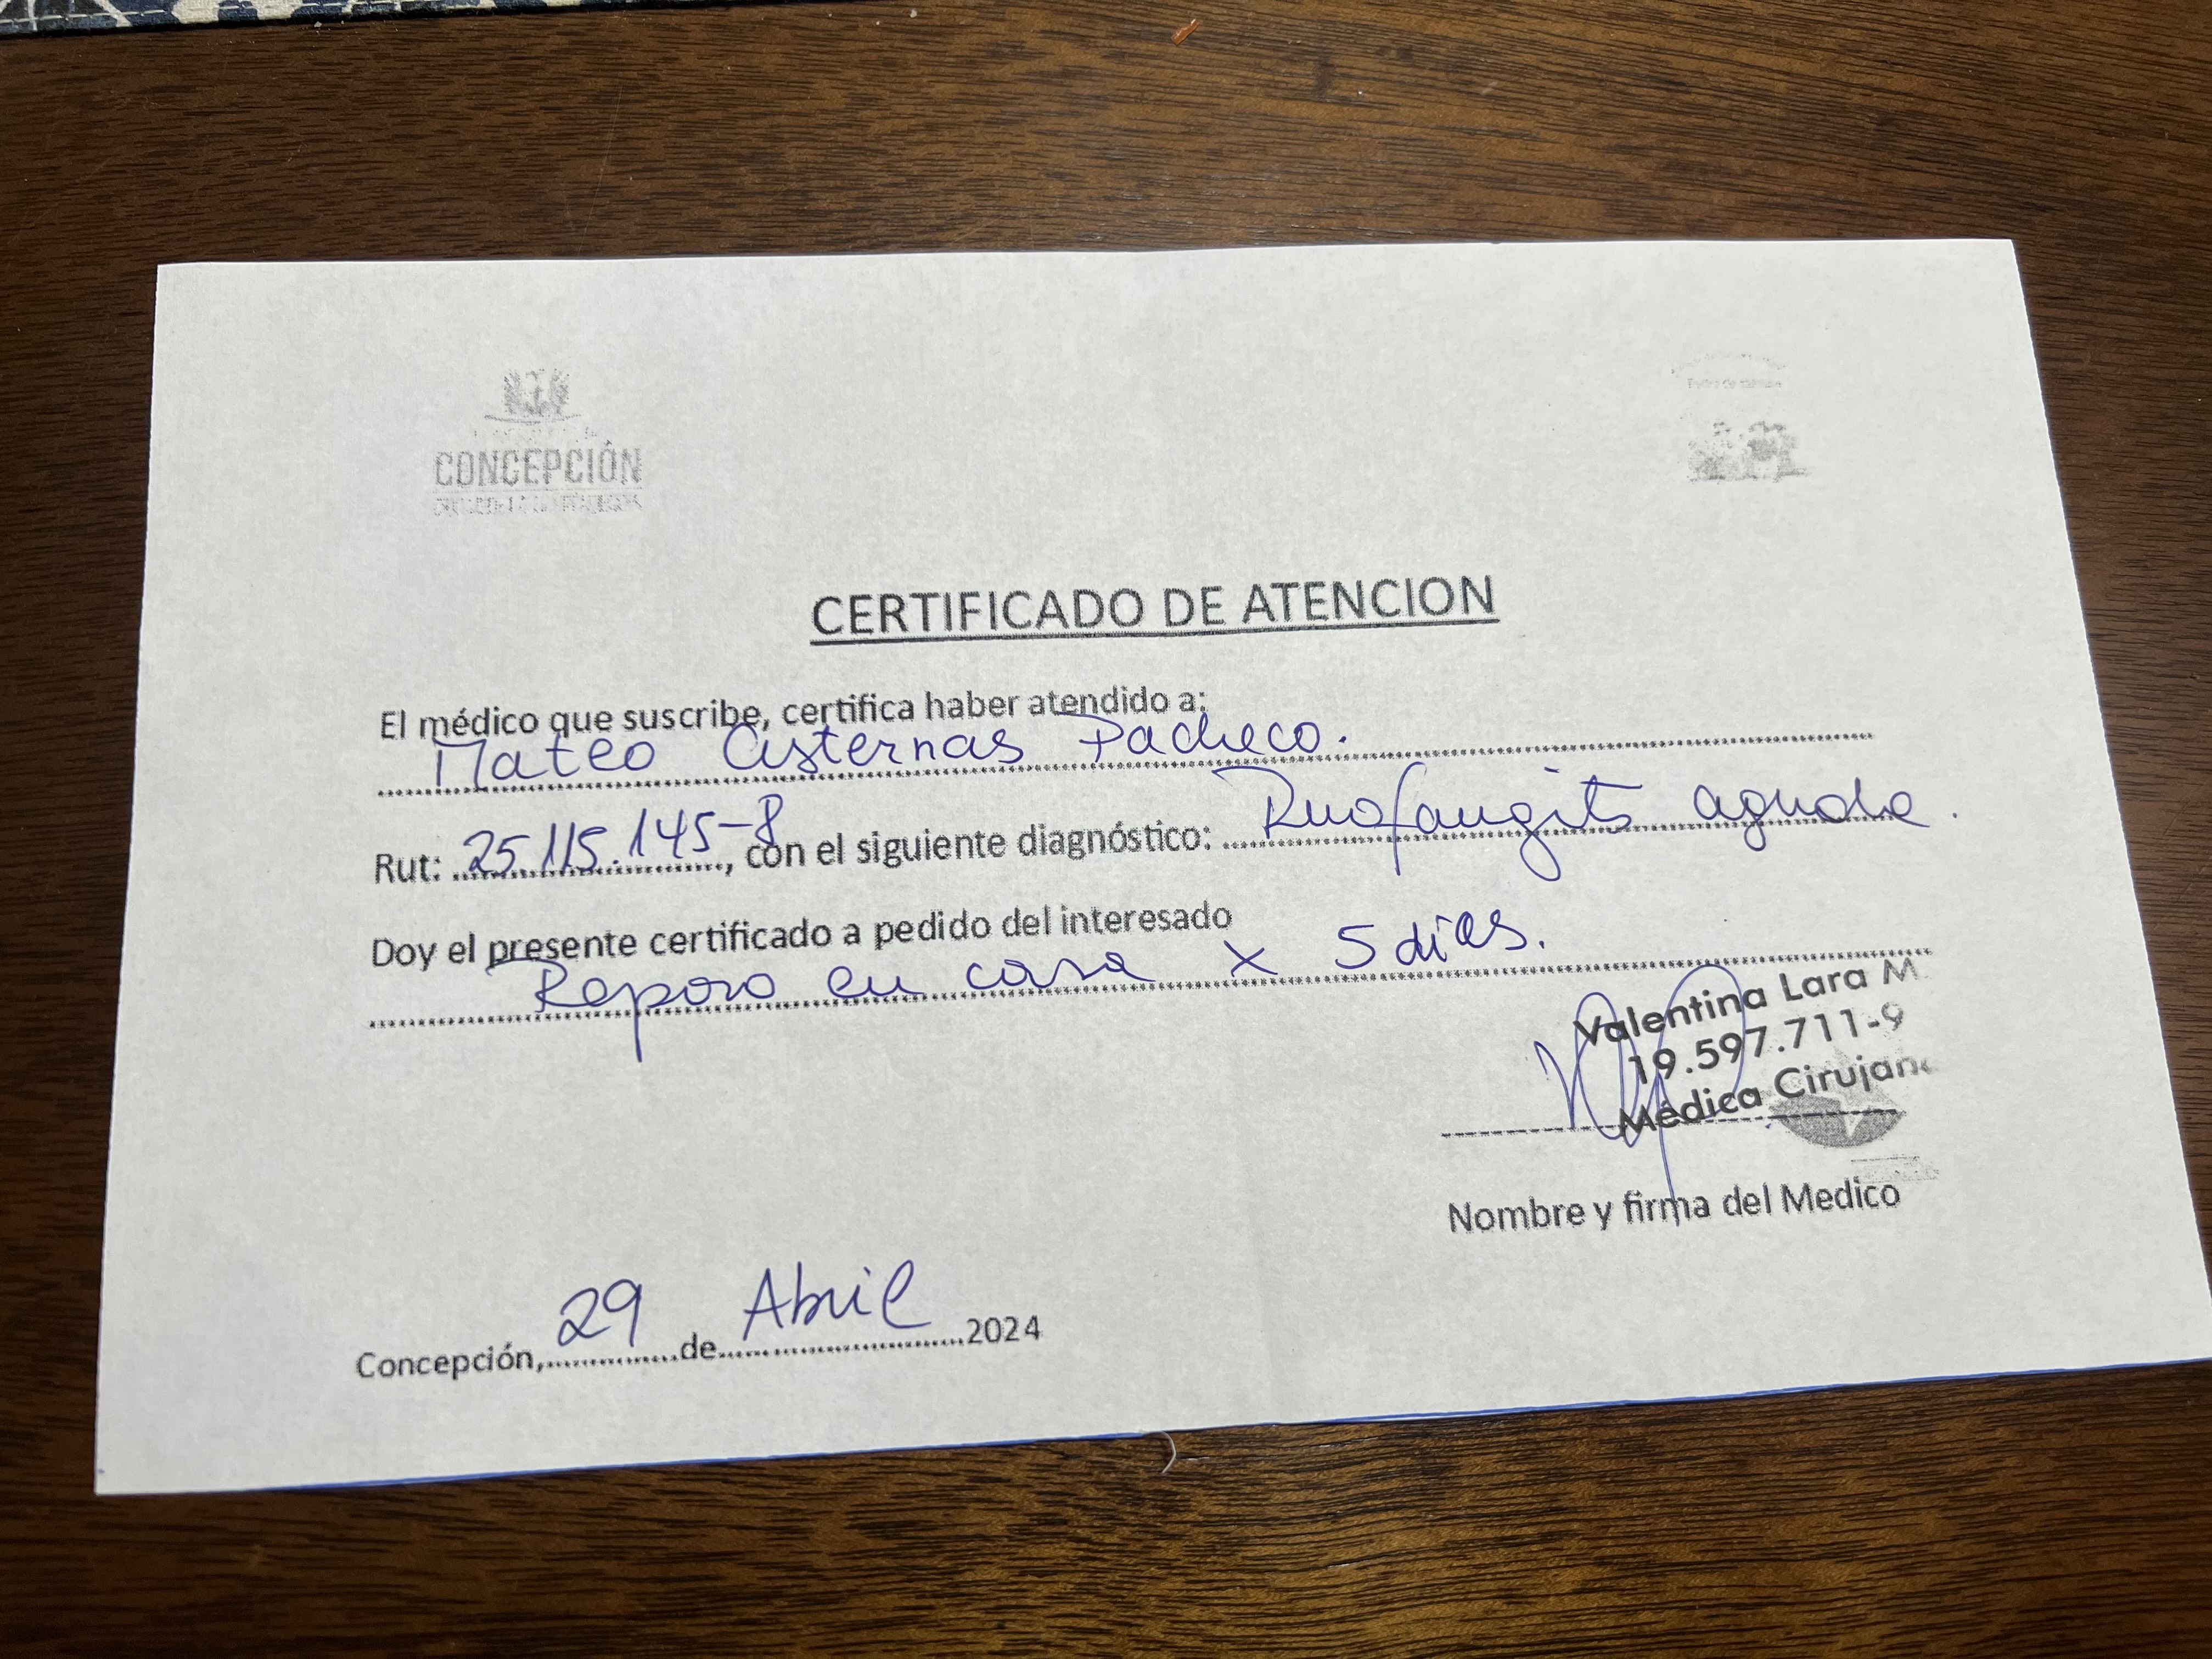 CONCEPCIÓN
CERTIFICADO DE ATENCION
El médico que suscribe, certifica haber atendido a:
Mateo Cisternas Pacheco.
Rut: 25.115.145-8, con el siguiente diagnóstico: Rinofaringitis aguda.
Doy el presente certificado a pedido del interesado
Reposo en casa x 5 días.
Valentina Lara M.
19.597.711-9
Médica Cirujano
Nombre y firma del Medico
Concepción, 29 de Abril 2024